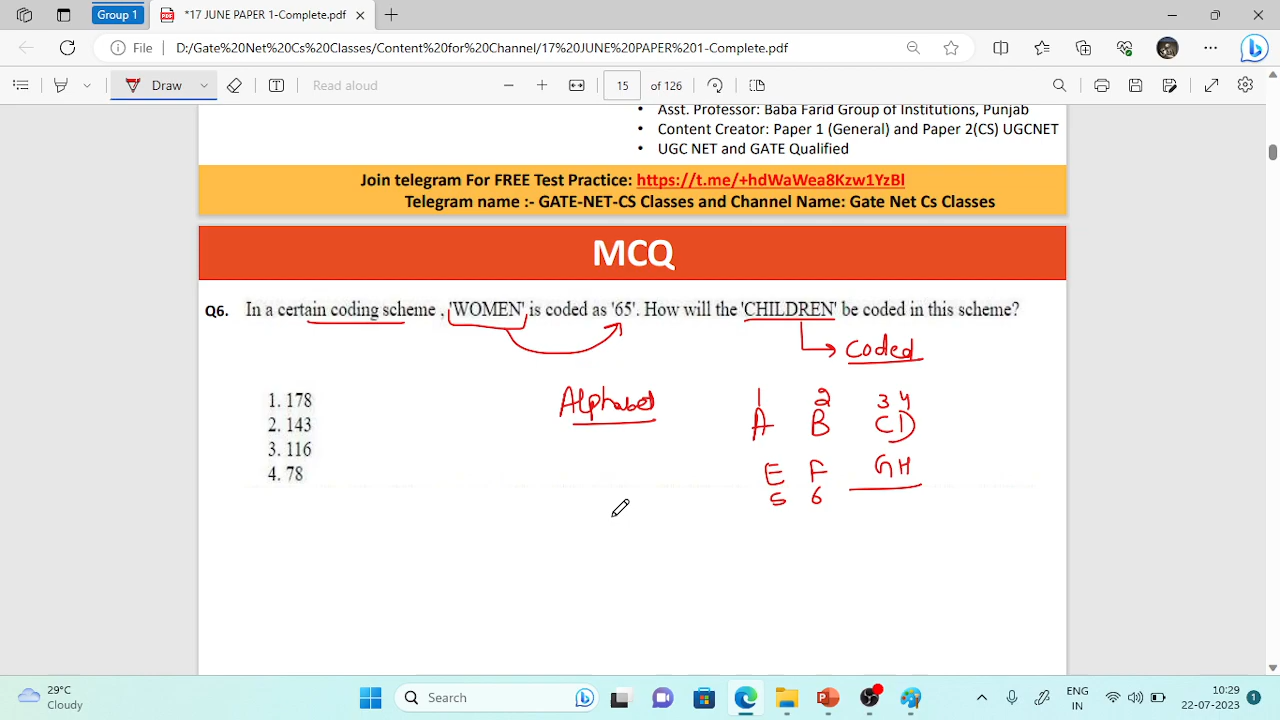 Group 1
*17 JUNE PAPER 1-Complete.pdf
File
D:/Gate%20Net%20Cs%20Classes/Content%20for%20Channel/17%20JUNE%20PAPER%201-Complete.pdf
Draw
Read aloud
15 of 126
• Asst. Professor: Baba Farid Group of Institutions, Punjab
• Content Creator: Paper 1 (General) and Paper 2(CS) UGCNET
• UGC NET and GATE Qualified
Join telegram For FREE Test Practice: https://t.me/+hdWaWea8Kzw1YzBl
Telegram name :- GATE-NET-CS Classes and Channel Name: Gate Net Cs Classes
MCQ
Q6. In a certain coding scheme , 'WOMEN' is coded as '65'. How will the 'CHILDREN' be coded in this scheme?
Coded
1. 178
2. 143
3. 116
4. 78
Alphabet
1 2 3 4
A B C D
E F G H
5 6
29°C
Cloudy
Search
ENG
IN
10:29
22-07-2023
1